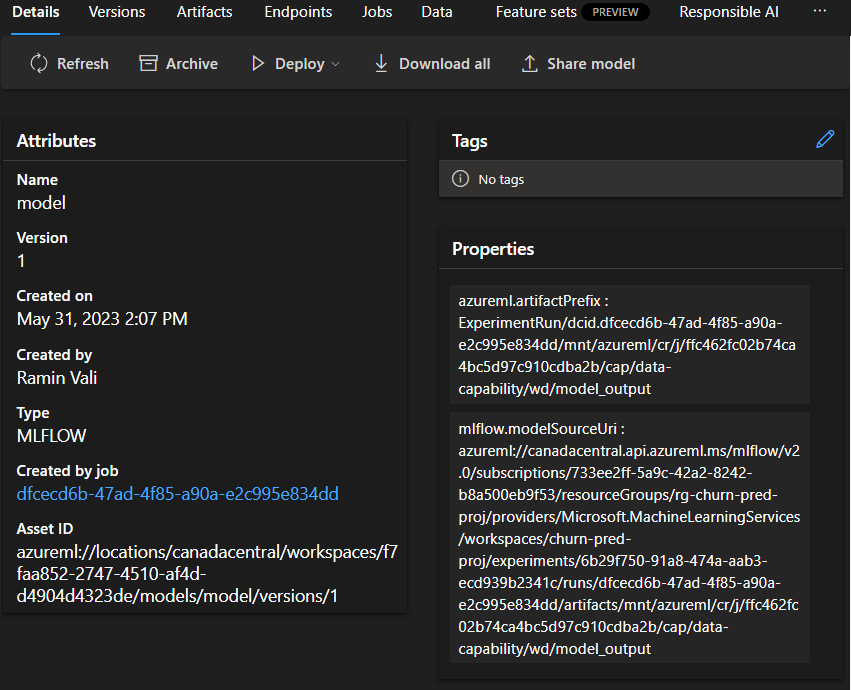 Details Versions Artifacts Endpoints Jobs Data Feature sets PREVIEW Responsible AI ...
Refresh Archive Deploy Download all Share model
Attributes
Name
model
Version
1
Created on
May 31, 2023 2:07 PM
Created by
Ramin Vali
Type
MLFLOW
Created by job
dfcecd6b-47ad-4f85-a90a-e2c995e834dd
Asset ID
azureml://locations/canadacentral/workspaces/f7
faa852-2747-4510-af4d-
d4904d4323de/models/model/versions/1
Tags
No tags
Properties
azureml.artifactPrefix :
ExperimentRun/dcid.dfcecd6b-47ad-4f85-a90a-
e2c995e834dd/mnt/azureml/cr/j/ffc462fc02b74ca
4bc5d97c910cdba2b/cap/data-
capability/wd/model_output
mlflow.modelSourceUri :
azureml://canadacentral.api.azureml.ms/mlflow/v2
.0/subscriptions/733ee2ff-5a9c-42a2-8242-
b8a500eb9f53/resourceGroups/rg-churn-pred-
proj/providers/Microsoft.MachineLearningServices
/workspaces/churn-pred-
proj/experiments/6b29f750-91a8-474a-aab3-
ecd939b2341c/runs/dfcecd6b-47ad-4f85-a90a-
e2c995e834dd/artifacts/mnt/azureml/cr/j/ffc462fc
02b74ca4bc5d97c910cdba2b/cap/data-
capability/wd/model_output